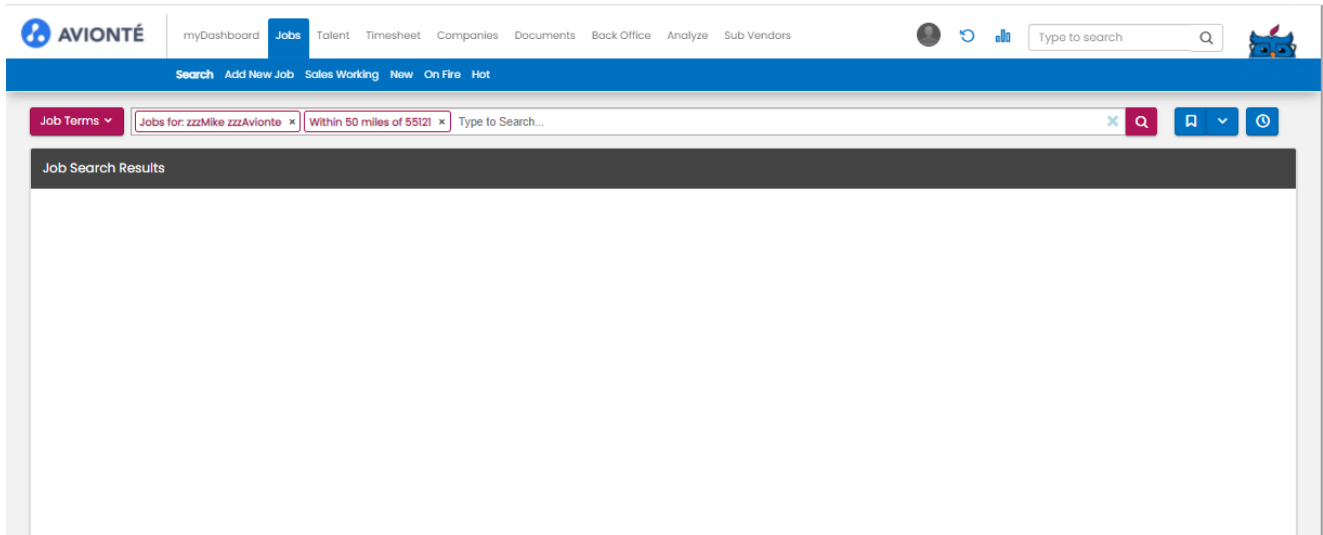 AVIONTÉ myDashboard Jobs Talent Timesheet Companies Documents Back Office Analyze Sub Vendors Type to search
Search Add New Job Sales Working New On Fire Hot
Job Terms Jobs for: zzzMike zzzAvionte × Within 50 miles of 55121 × Type to Search...
Job Search Results